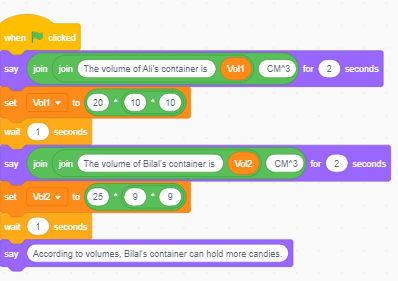 when clicked
say join join The volume of Ali's container is Vol1 CM^3 for 2 seconds
set Vol1 to 20 * 10 * 10
wait 1 seconds
say join join The volume of Bilal's container is Vol2 CM^3 for 2 seconds
set Vol2 to 25 * 9 * 9
wait 1 seconds
say According to volumes, Bilal's container can hold more candies.